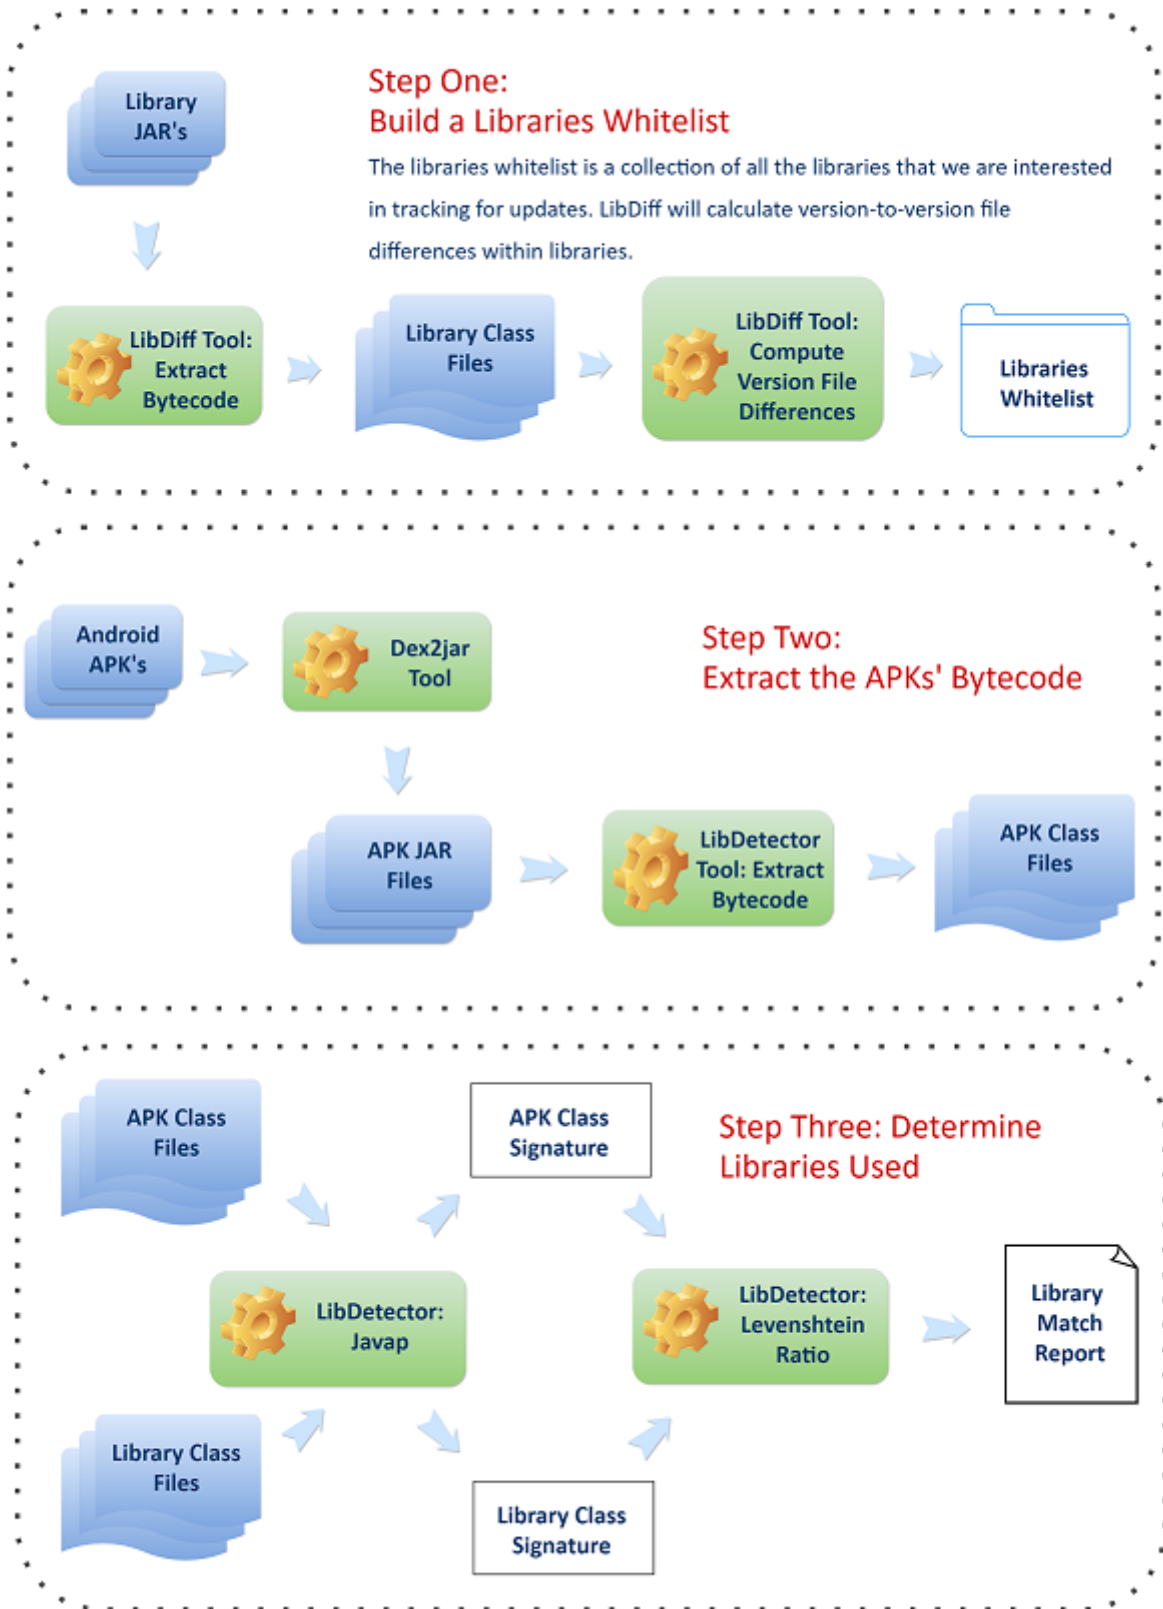 Library
JAR's
Step One:
Build a Libraries Whitelist
The libraries whitelist is a collection of all the libraries that we are interested
in tracking for updates. LibDiff will calculate version-to-version file
differences within libraries.
LibDiff Tool:
Extract
Bytecode
Library Class
Files
LibDiff Tool:
Compute
Version File
Differences
Libraries
Whitelist
Android
APK's
Dex2jar
Tool
Step Two:
Extract the APKs' Bytecode
APK JAR
Files
LibDetector
Tool: Extract
Bytecode
APK Class
Files
APK Class
Files
APK Class
Signature
Step Three: Determine
Libraries Used
LibDetector:
Javap
LibDetector:
Levenshtein
Ratio
Library
Match
Report
Library Class
Files
Library Class
Signature